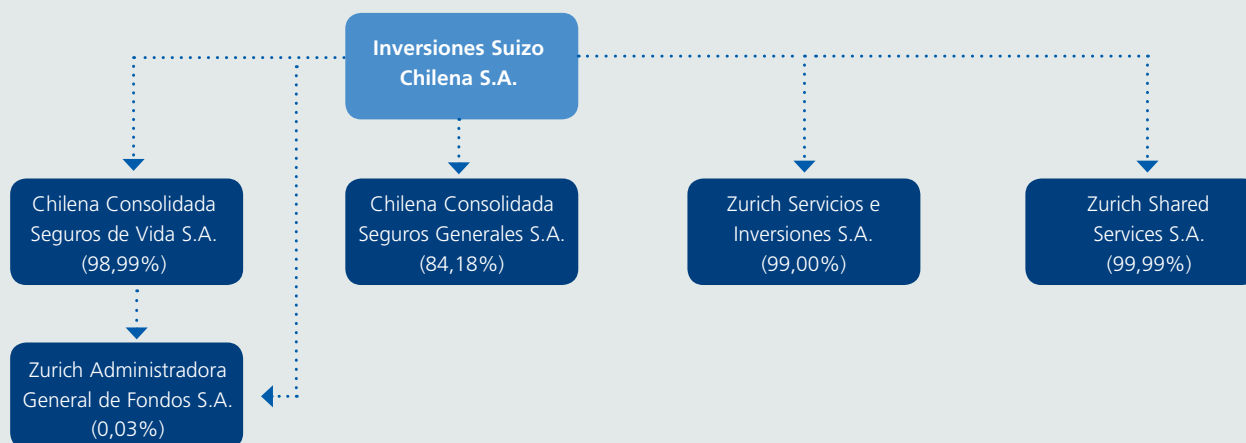 Inversiones Suizo
Chilena S.A.
Chilena Consolidada
Seguros de Vida S.A.
(98,99%)
Chilena Consolidada
Seguros Generales S.A.
(84,18%)
Zurich Servicios e
Inversiones S.A.
(99,00%)
Zurich Shared
Services S.A.
(99,99%)
Zurich Administradora
General de Fondos S.A.
(0,03%)